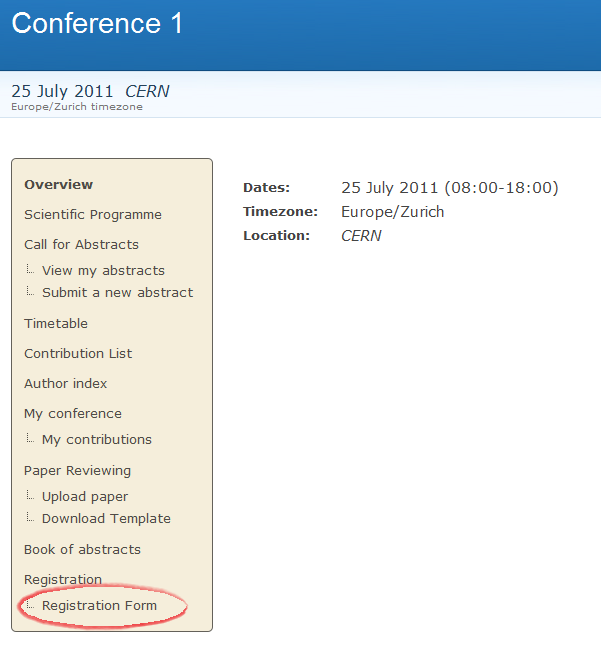 Conference 1
25 July 2011 CERN
Europe/Zurich timezone
Overview
Scientific Programme
Call for Abstracts
View my abstracts
Submit a new abstract
Timetable
Contribution List
Author index
My conference
My contributions
Paper Reviewing
Upload paper
Download Template
Book of abstracts
Registration
Registration Form
Dates: 25 July 2011 (08:00-18:00)
Timezone: Europe/Zurich
Location: CERN